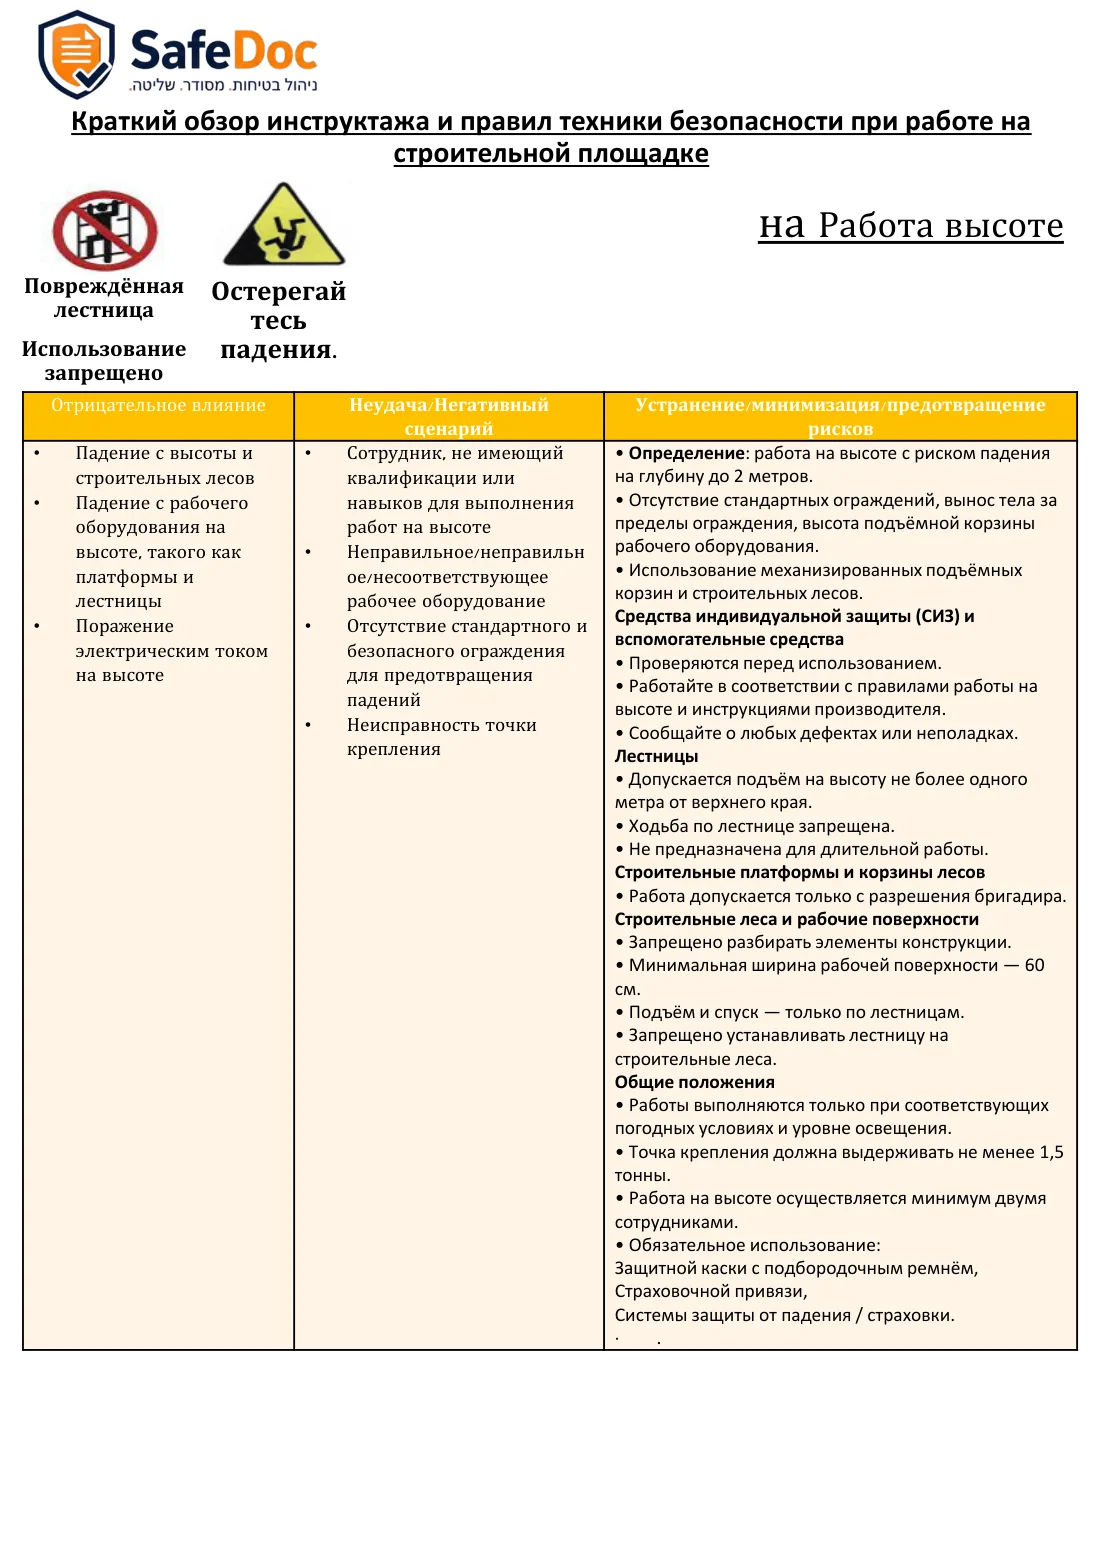 SafeDoc
ניהול בטיחות. מסודר. שליטה.
Краткий обзор инструктажа и правил техники безопасности при работе на
строительной площадке
на Работа высоте
Повреждённая
лестница
Использование
запрещено
Остерегай
тесь
падения.
Отрицательное влияние
Неудача/Негативный
сценарий
Устранение/минимизация/предотвращение
рисков
• Падение с высоты и
строительных лесов
• Падение с рабочего
оборудования на
высоте, такого как
платформы и
лестницы
• Поражение
электрическим током
на высоте
• Сотрудник, не имеющий
квалификации или
навыков для выполнения
работ на высоте
• Неправильное/неправильн
ое/несоответствующее
рабочее оборудование
• Отсутствие стандартного и
безопасного ограждения
для предотвращения
падений
• Неисправность точки
крепления
• Определение: работа на высоте с риском падения
на глубину до 2 метров.
• Отсутствие стандартных ограждений, вынос тела за
пределы ограждения, высота подъёмной корзины
рабочего оборудования.
• Использование механизированных подъёмных
корзин и строительных лесов.
Средства индивидуальной защиты (СИЗ) и
вспомогательные средства
• Проверяются перед использованием.
• Работайте в соответствии с правилами работы на
высоте и инструкциями производителя.
• Сообщайте о любых дефектах или неполадках.
Лестницы
• Допускается подъём на высоту не более одного
метра от верхнего края.
• Ходьба по лестнице запрещена.
• Не предназначена для длительной работы.
Строительные платформы и корзины лесов
• Работа допускается только с разрешения бригадира.
Строительные леса и рабочие поверхности
• Запрещено разбирать элементы конструкции.
• Минимальная ширина рабочей поверхности — 60
см.
• Подъём и спуск — только по лестницам.
• Запрещено устанавливать лестницу на
строительные леса.
Общие положения
• Работы выполняются только при соответствующих
погодных условиях и уровне освещения.
• Точка крепления должна выдерживать не менее 1,5
тонны.
• Работа на высоте осуществляется минимум двумя
сотрудниками.
• Обязательное использование:
Защитной каски с подбородочным ремнём,
Страховочной привязи,
Системы защиты от падения / страховки.
· .